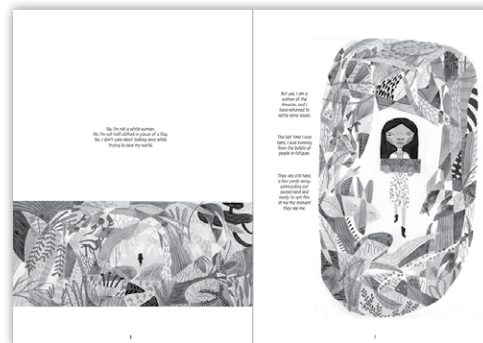 No, I'm not a white woman.
No, I'm not half-clothed in pieces of a flag.
No, I don't care about looking sexy while
trying to save my world.
But yes, I am a
woman of the
Amazon, and I
have returned to
settle some issues.
The last time I was
here, I was running
from the bullets of
people in fatigues.
They are still here,
a few yards away,
surrounding our
sacred land and
ready to spit fire
at me the moment
they see me.